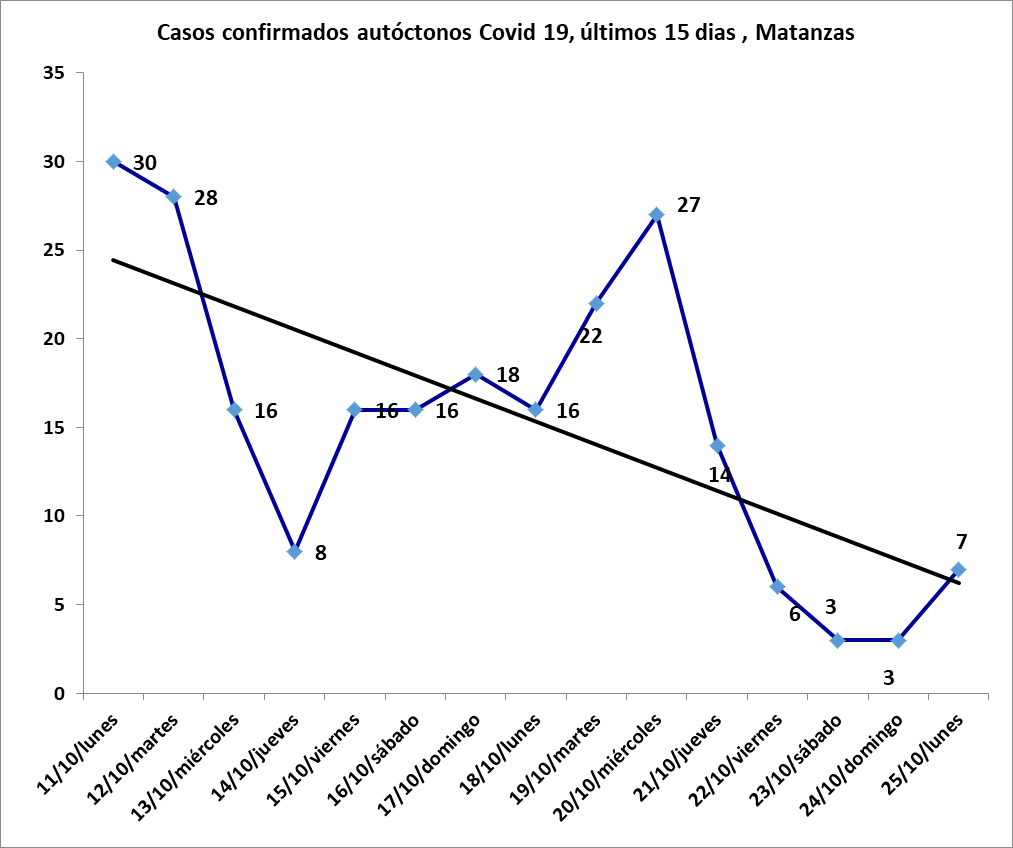 Casos confirmados autóctonos Covid 19, últimos 15 dias , Matanzas
35
30
25
20
15
10
5
0
30
28
16
8
16
16
18
16
22
27
14
6
3
3
7
11/10/lunes
12/10/martes
13/10/miércoles
14/10/jueves
15/10/viernes
16/10/sábado
17/10/domingo
18/10/lunes
19/10/martes
20/10/miércoles
21/10/jueves
22/10/viernes
23/10/sábado
24/10/domingo
25/10/lunes